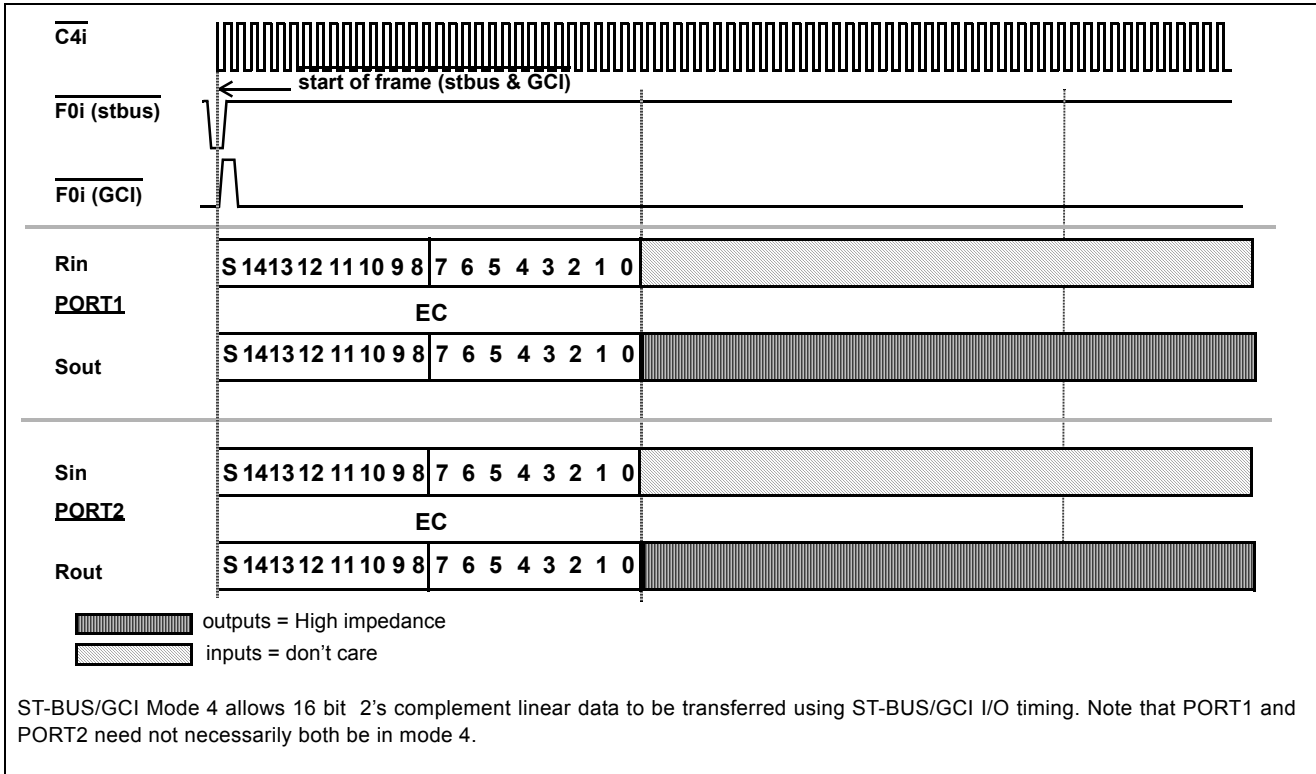 C4i
start of frame (stbus & GCI)
F0i (stbus)
F0i (GCI)
Rin
S 14 13 12 11 10 9 8 7 6 5 4 3 2 1 0
PORT1
EC
Sout
S 14 13 12 11 10 9 8 7 6 5 4 3 2 1 0
Sin
S 14 13 12 11 10 9 8 7 6 5 4 3 2 1 0
PORT2
EC
Rout
S 14 13 12 11 10 9 8 7 6 5 4 3 2 1 0
outputs = High impedance
inputs = don't care
ST-BUS/GCI Mode 4 allows 16 bit 2's complement linear data to be transferred using ST-BUS/GCI I/O timing. Note that PORT1 and
PORT2 need not necessarily both be in mode 4.